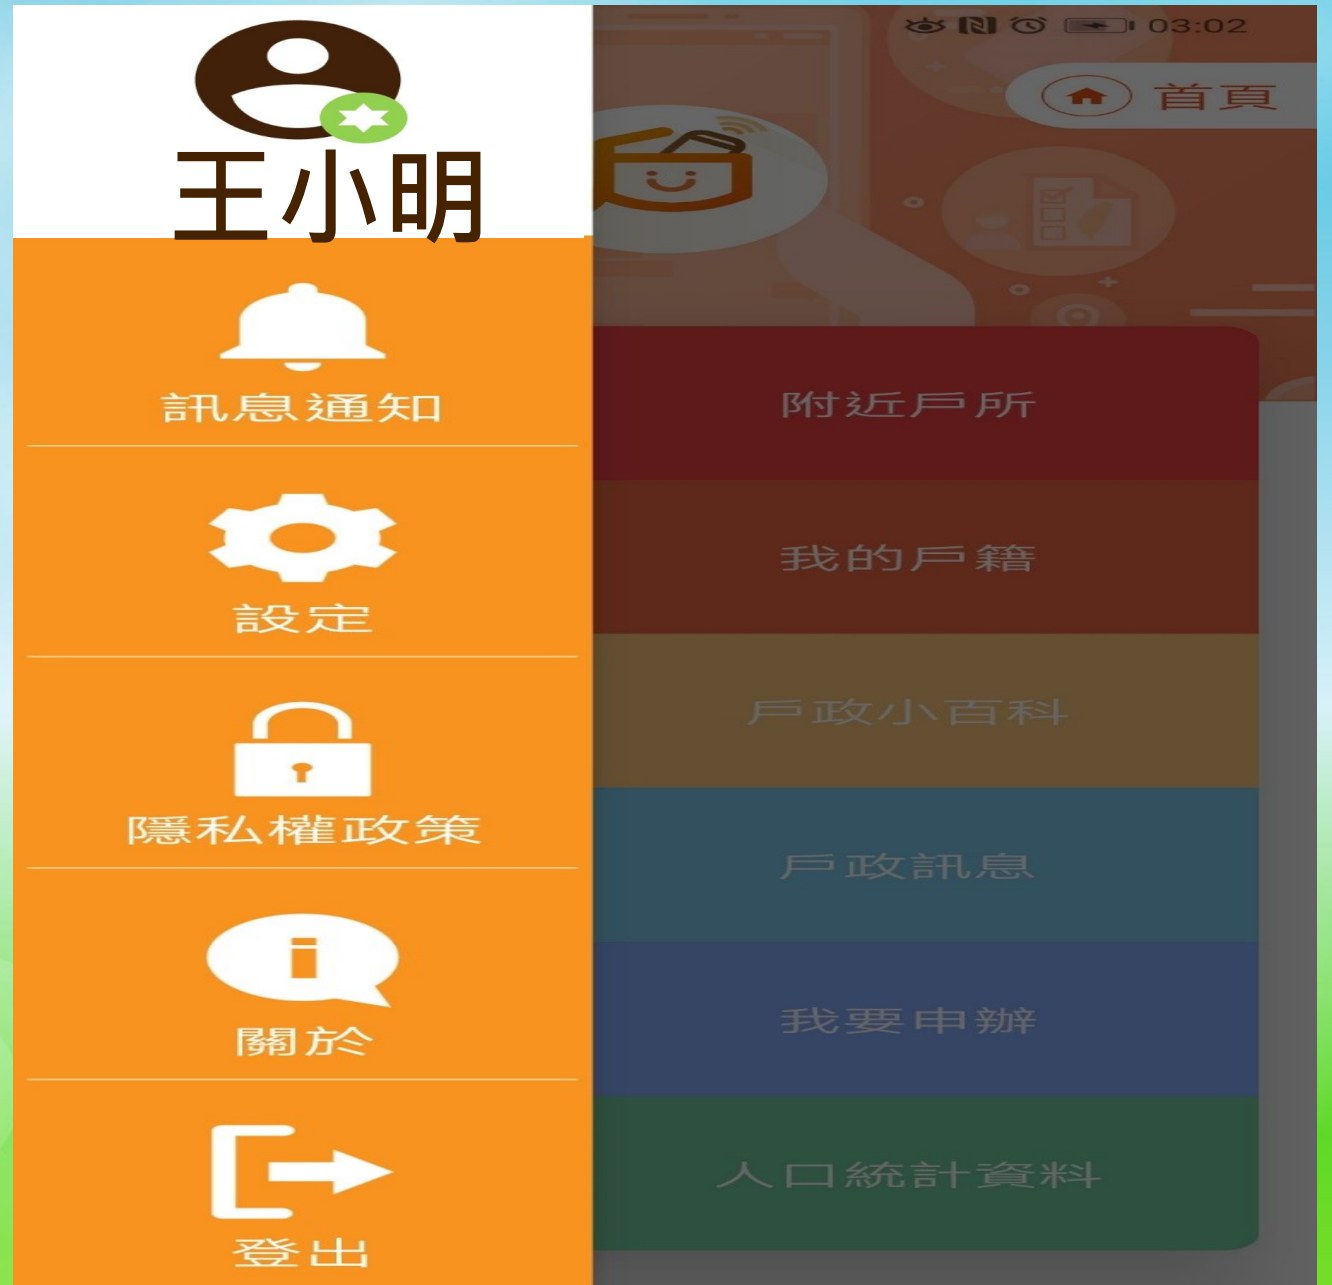 王小明
訊息通知
設定
隱私權政策
關於
登出
03:02
首頁
附近戶所
我的戶籍
戶政小百科
戶政訊息
我要申辦
人口統計資料